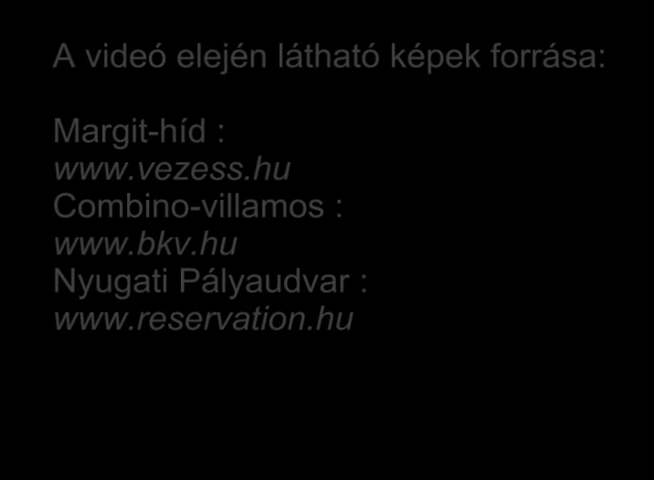 A videó elején látható képek forrása:
Margit-híd :
www.vezess.hu
Combino-villamos :
www.bkv.hu
Nyugati Pályaudvar :
www.reservation.hu